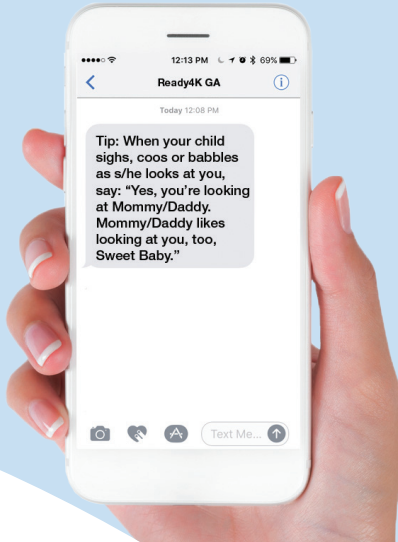 12:13 PM 69%
Ready4K GA
Today 12:08 PM
Tip: When your child
sighs, coos or babbles
as s/he looks at you,
say: “Yes, you’re looking
at Mommy/Daddy.
Mommy/Daddy likes
looking at you, too,
Sweet Baby.”
Text Me...